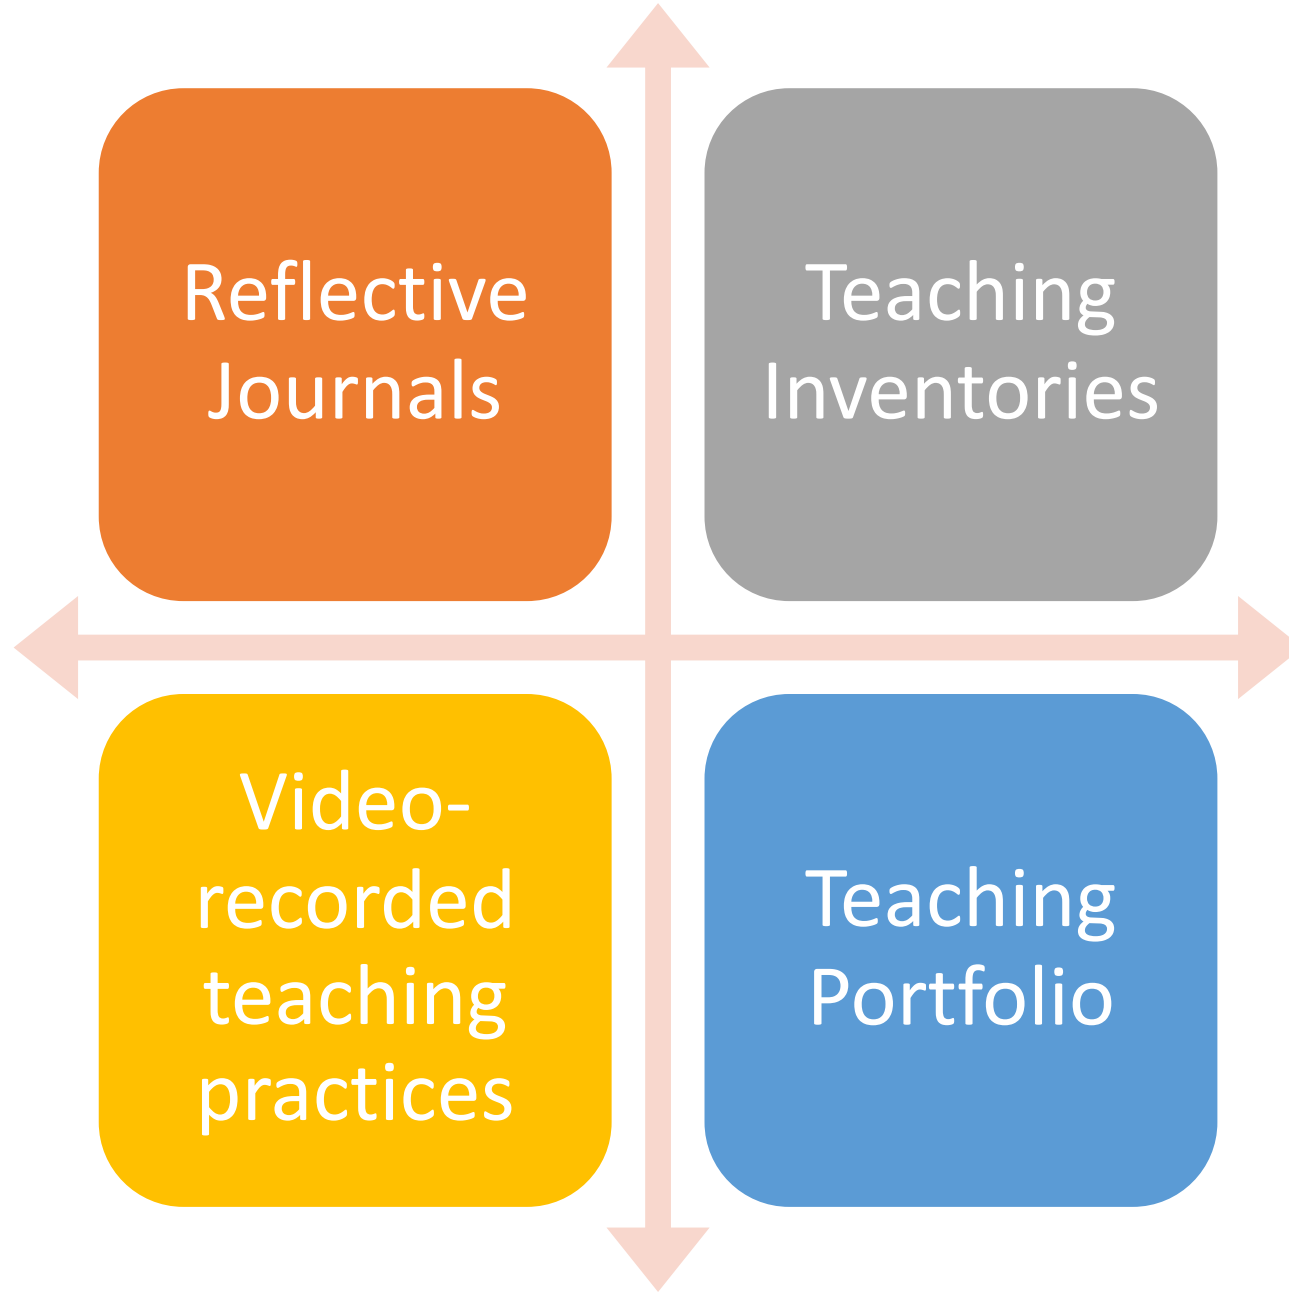 Reflective
Journals
Teaching
Inventories
Video-
recorded
teaching
practices
Teaching
Portfolio